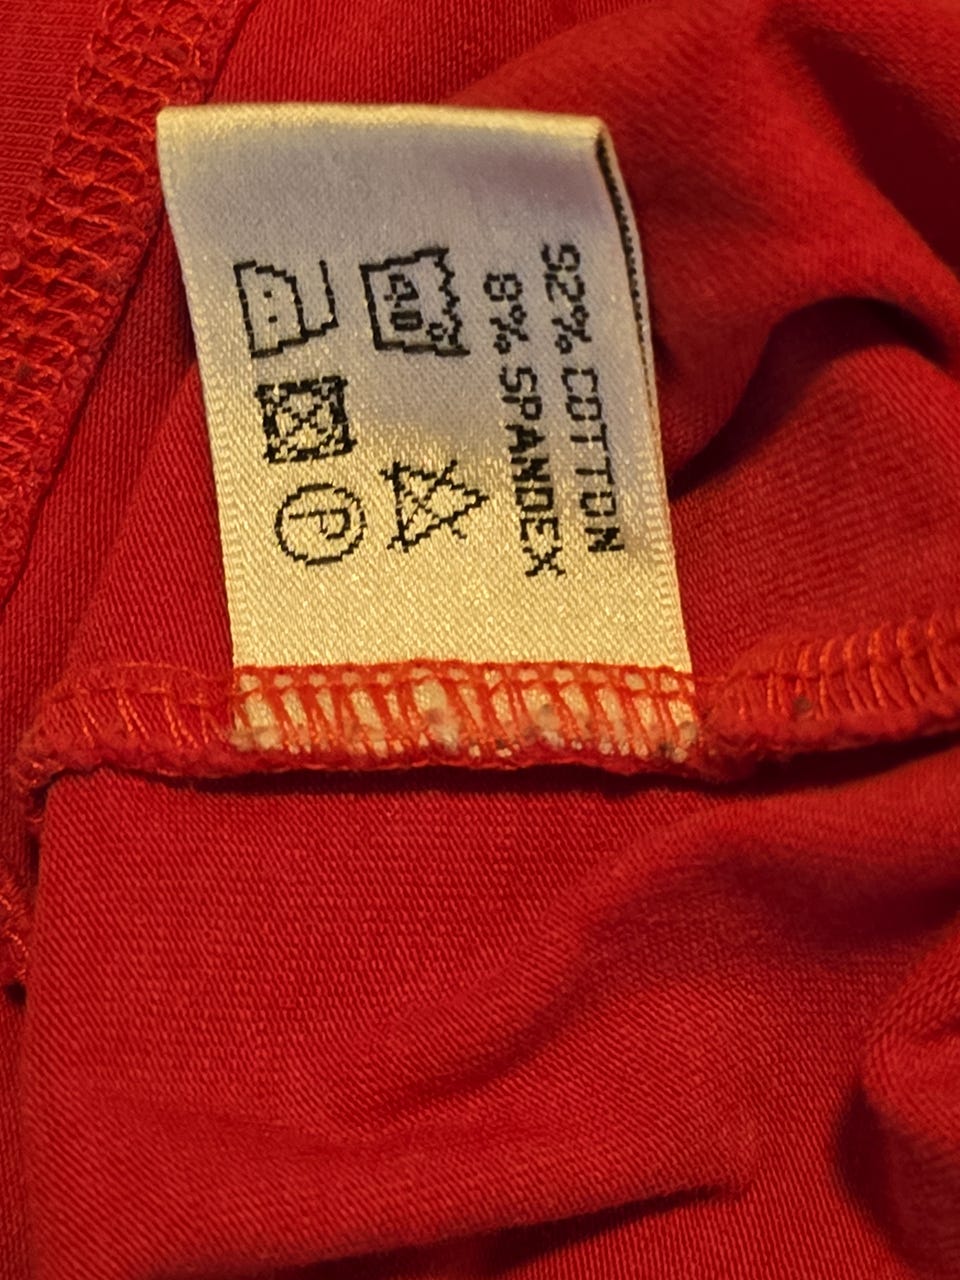 92% COTTON
8% SPANDEX
40
P